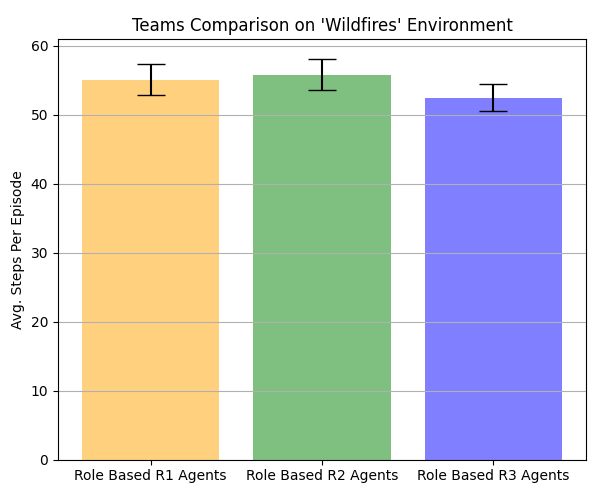 Teams Comparison on 'Wildfires' Environment
Avg. Steps Per Episode
60
50
40
30
20
10
0
Role Based R1 Agents
Role Based R2 Agents
Role Based R3 Agents